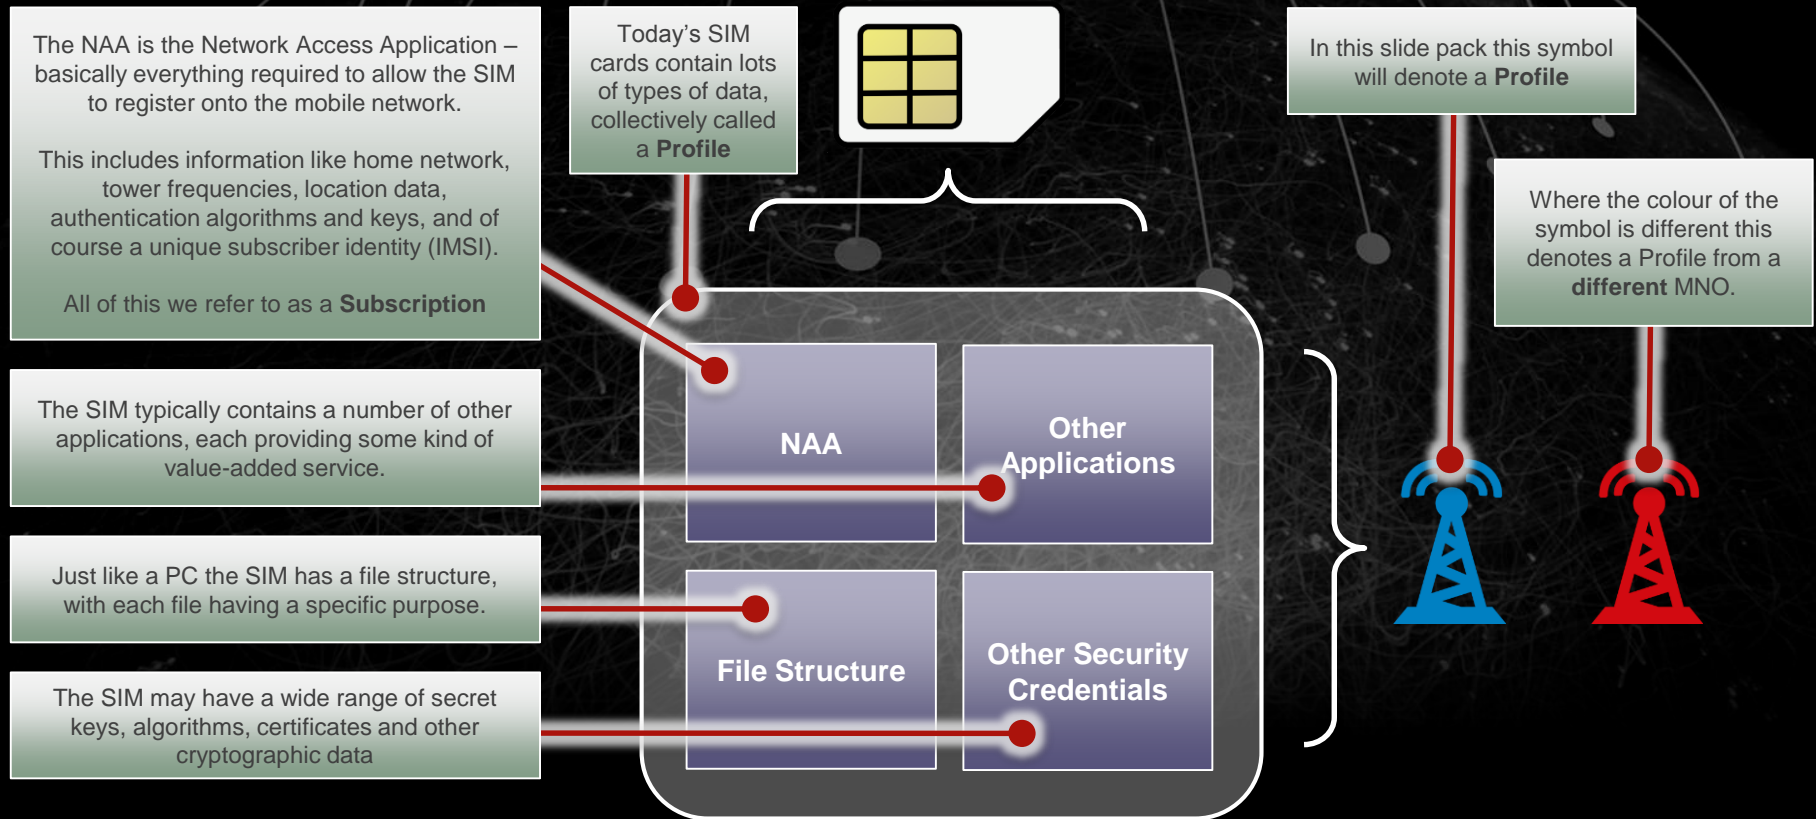 The NAA is the Network Access Application –
basically everything required to allow the SIM
to register onto the mobile network.
This includes information like home network,
tower frequencies, location data,
authentication algorithms and keys, and of
course a unique subscriber identity (IMSI).
All of this we refer to as a Subscription
Today's SIM
cards contain lots
of types of data,
collectively called
a Profile
In this slide pack this symbol
will denote a Profile
Where the colour of the
symbol is different this
denotes a Profile from a
different MNO.
The SIM typically contains a number of other
applications, each providing some kind of
value-added service.
Just like a PC the SIM has a file structure,
with each file having a specific purpose.
The SIM may have a wide range of secret
keys, algorithms, certificates and other
cryptographic data
NAA
Other
Applications
File Structure
Other Security
Credentials